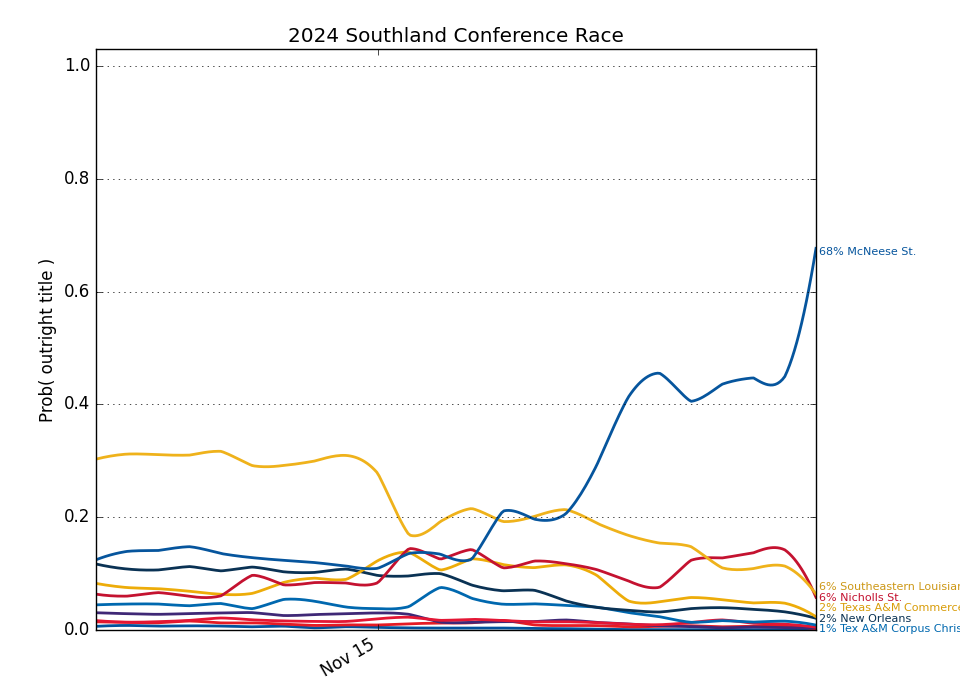 2024 Southland Conference Race
1.0
0.8
0.6
0.4
0.2
0.0
Prob( outright title )
Nov 15
68% McNeese St.
6% Southeastern Louisian
6% Nicholls St.
2% Texas A&M Commerce
2% New Orleans
1% Tex A&M Corpus Chris